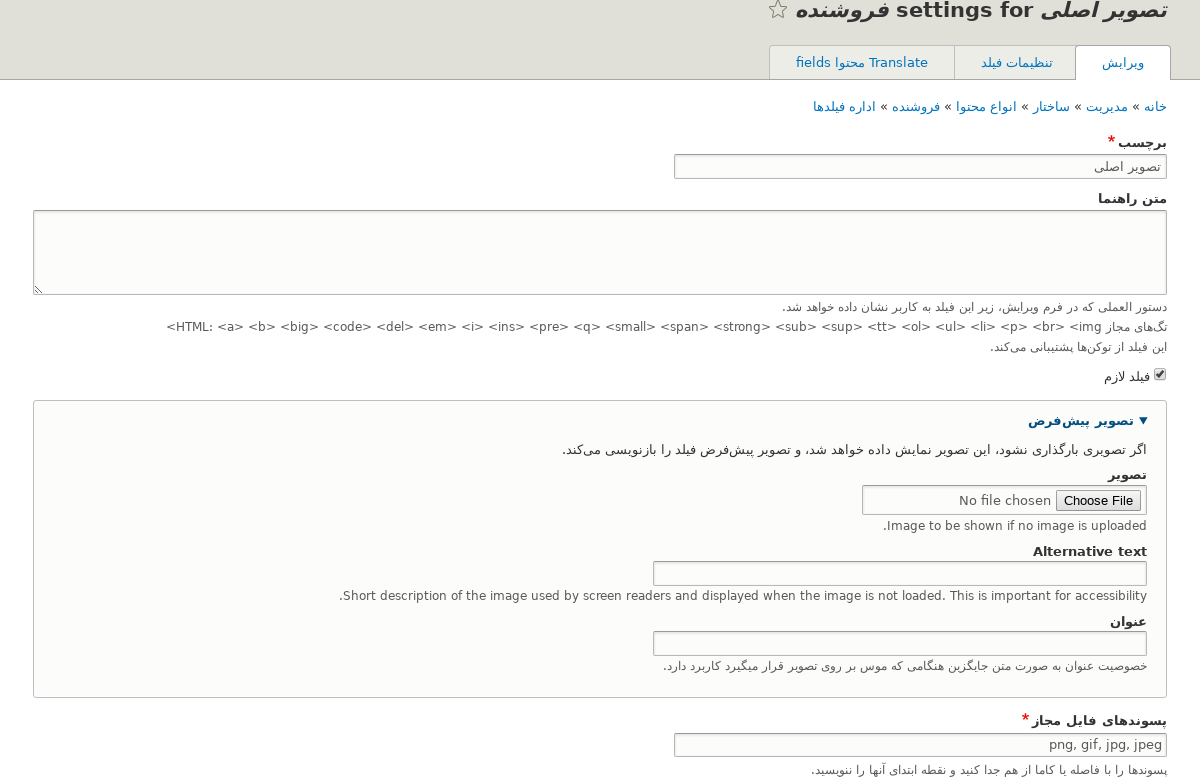 تصویر اصلی settings for فروشنده
ویرایش
تنظیمات فیلد
Translate محتوا fields
خانه » مدیریت » ساختار » انواع محتوا » فروشنده » اداره فیلدها
برچسب *
تصویر اصلی
متن راهنما
دستور العملی که در فرم ویرایش، زیر این فیلد به کاربر نشان داده خواهد شد.
تگ‌های مجاز HTML: <a> <b> <big> <code> <del> <em> <i> <ins> <pre> <q> <small> <span> <strong> <sub> <sup> <tt> <ol> <ul> <li> <p> <br> <img>
این فیلد از توکن‌ها پشتیبانی می‌کند.
فیلد لازم
تصویر پیش‌فرض
اگر تصویری بارگذاری نشود، این تصویر نمایش داده خواهد شد، و تصویر پیش‌فرض فیلد را بازنویسی می‌کند.
تصویر
Choose File No file chosen
Image to be shown if no image is uploaded.
Alternative text
Short description of the image used by screen readers and displayed when the image is not loaded. This is important for accessibility.
عنوان
خصوصیت عنوان به صورت متن جایگزین هنگامی که موس بر روی تصویر قرار میگیرد کاربرد دارد.
پسوندهای فایل مجاز *
png, gif, jpg, jpeg
پسوندها را با فاصله یا کاما از هم جدا کنید و نقطه ابتدای آنها را ننویسید.